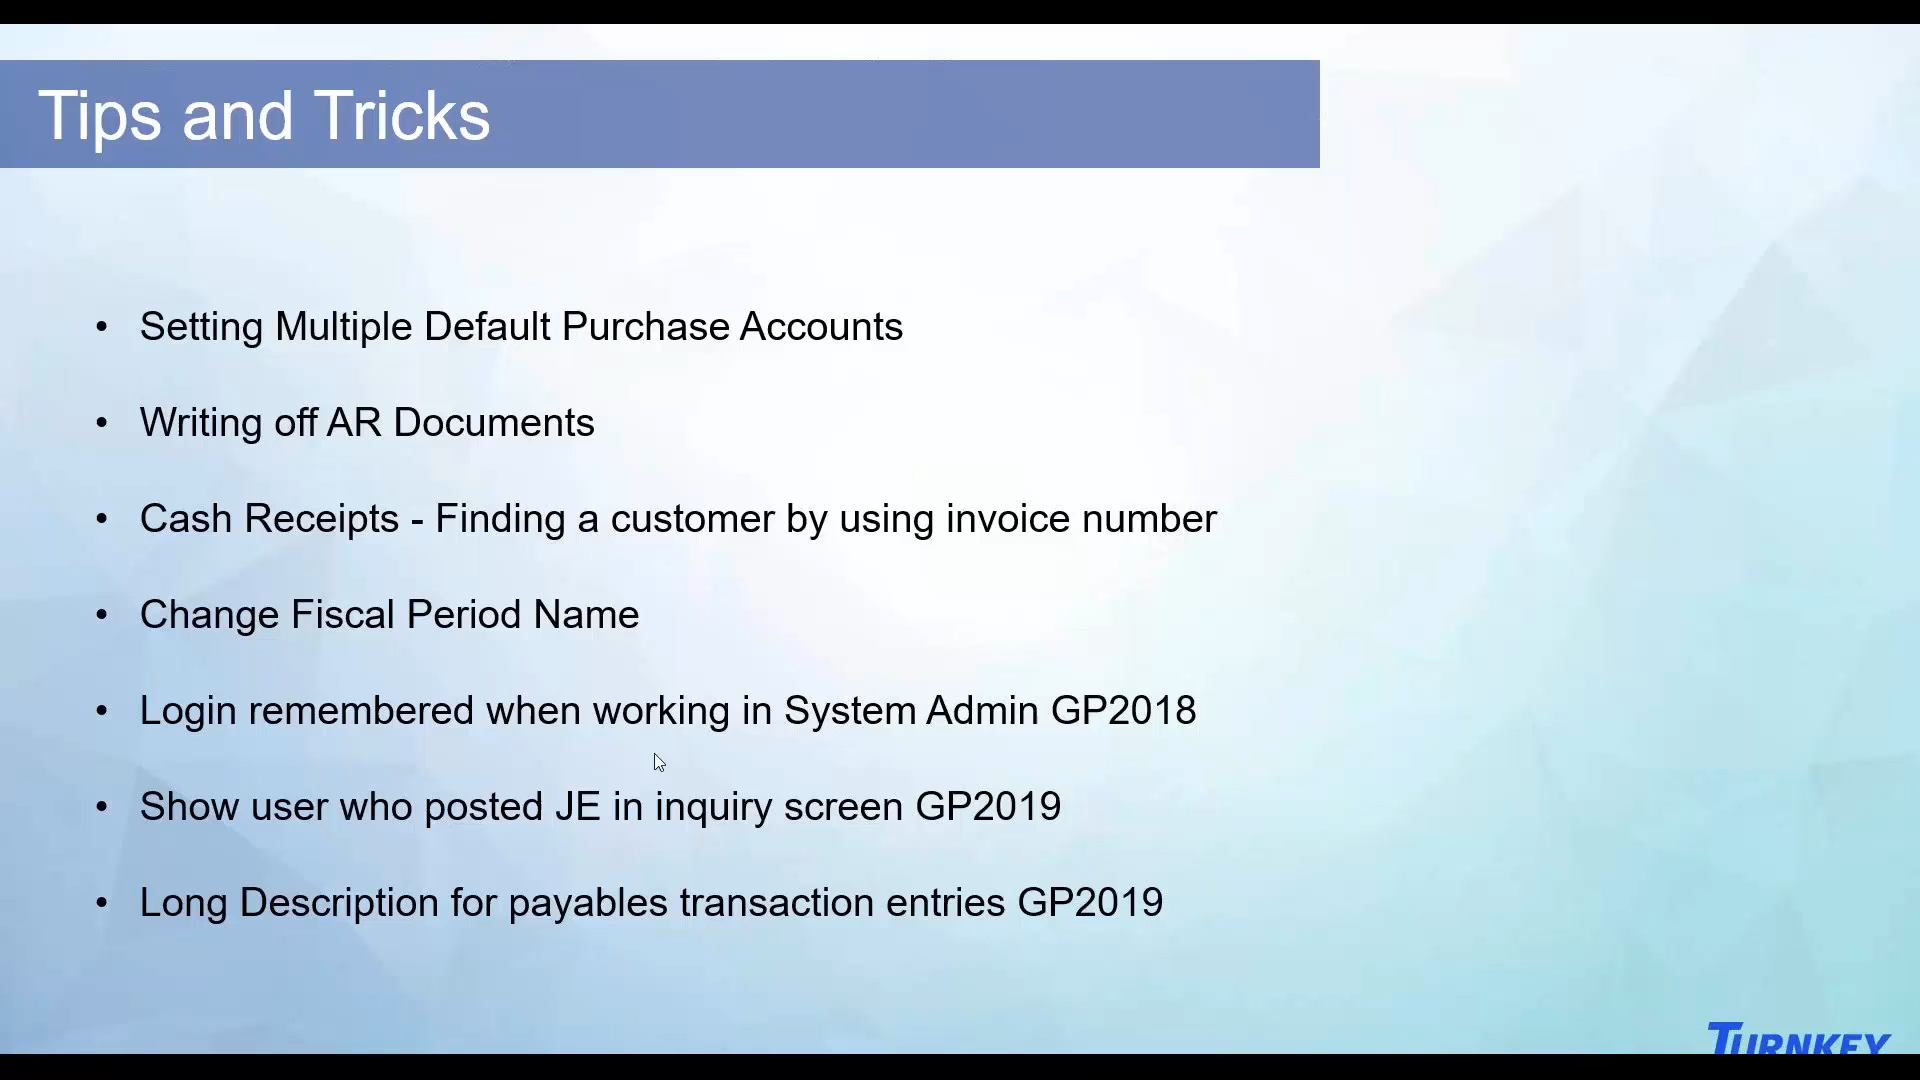 Tips and Tricks
• Setting Multiple Default Purchase Accounts
• Writing off AR Documents
• Cash Receipts - Finding a customer by using invoice number
• Change Fiscal Period Name
• Login remembered when working in System Admin GP2018
• Show user who posted JE in inquiry screen GP2019
• Long Description for payables transaction entries GP2019
TURNKEY